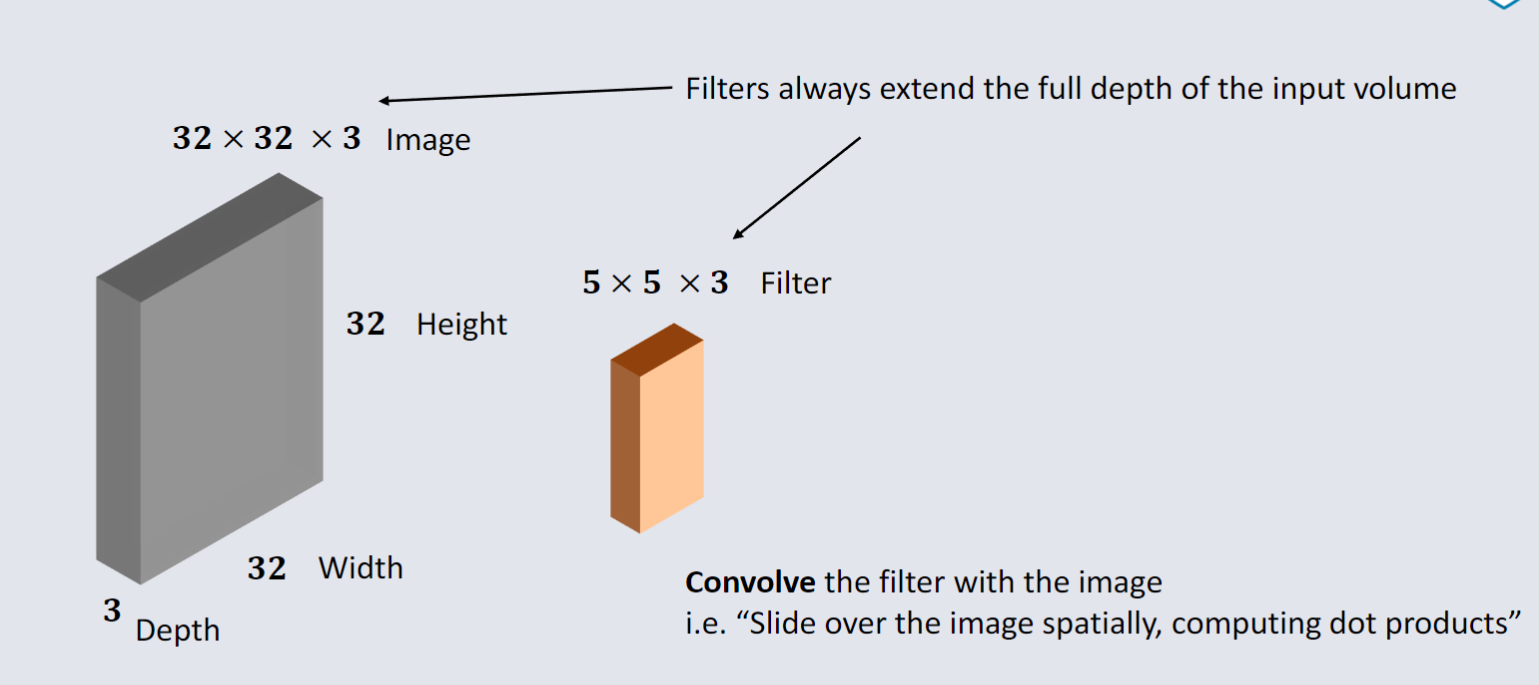 Filters always extend the full depth of the input volume
32 × 32 × 3 Image
5 × 5 × 3 Filter
32 Height
32 Width
3 Depth
Convolve the filter with the image
i.e. “Slide over the image spatially, computing dot products”